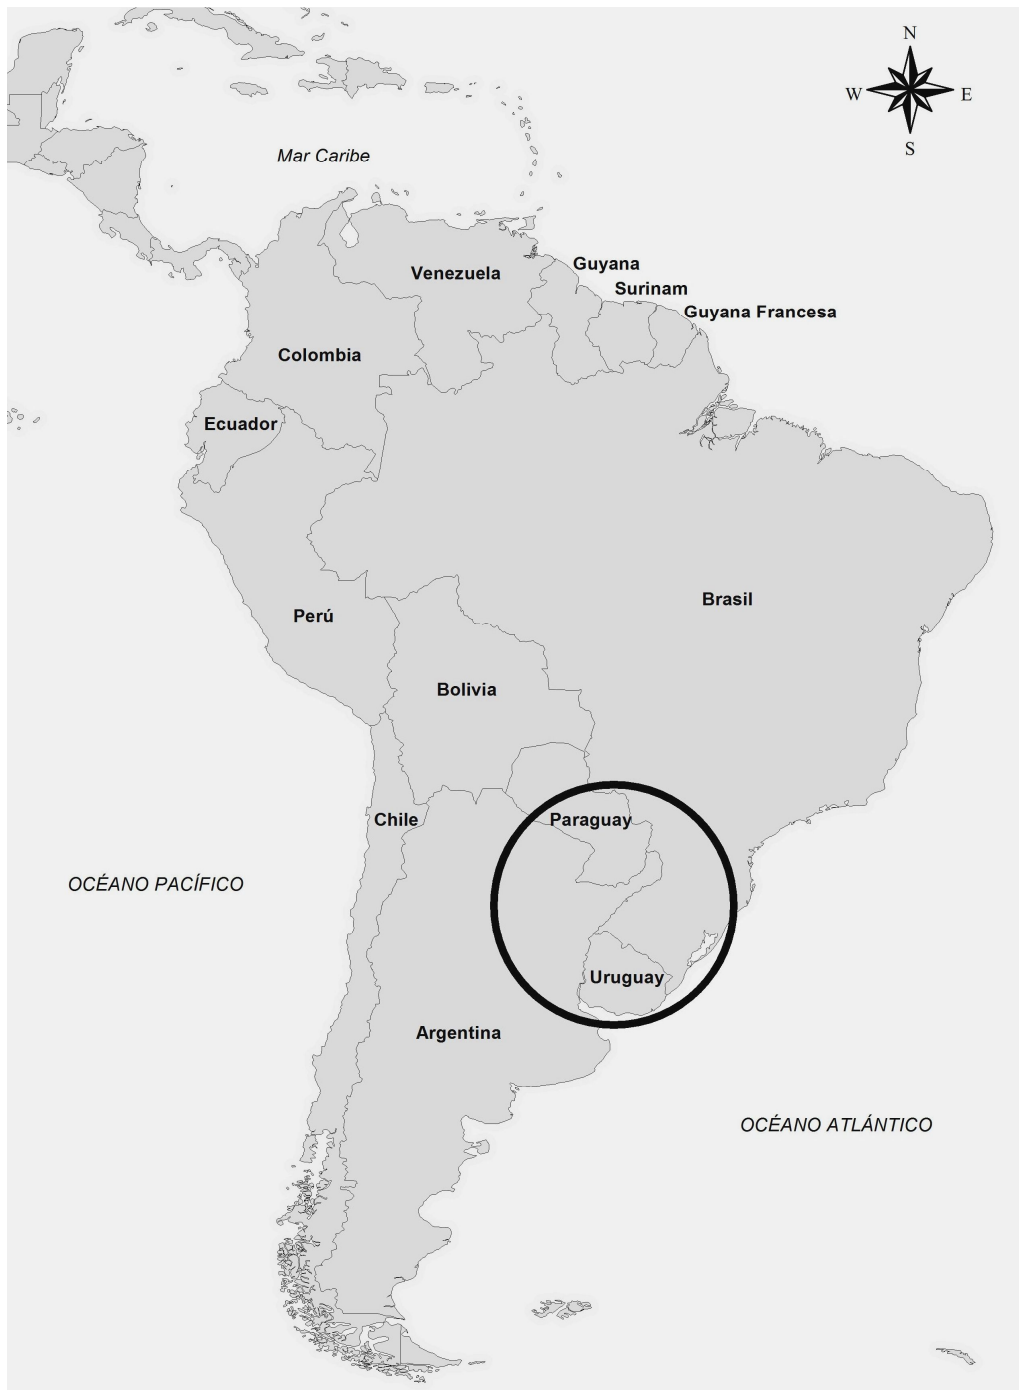 N
W E
S
Mar Caribe
Guyana
Venezuela
Surinam
Guyana Francesa
Colombia
Ecuador
Brasil
Perú
Bolivia
Chile
Paraguay
OCÉANO PACÍFICO
Uruguay
Argentina
OCÉANO ATLÁNTICO